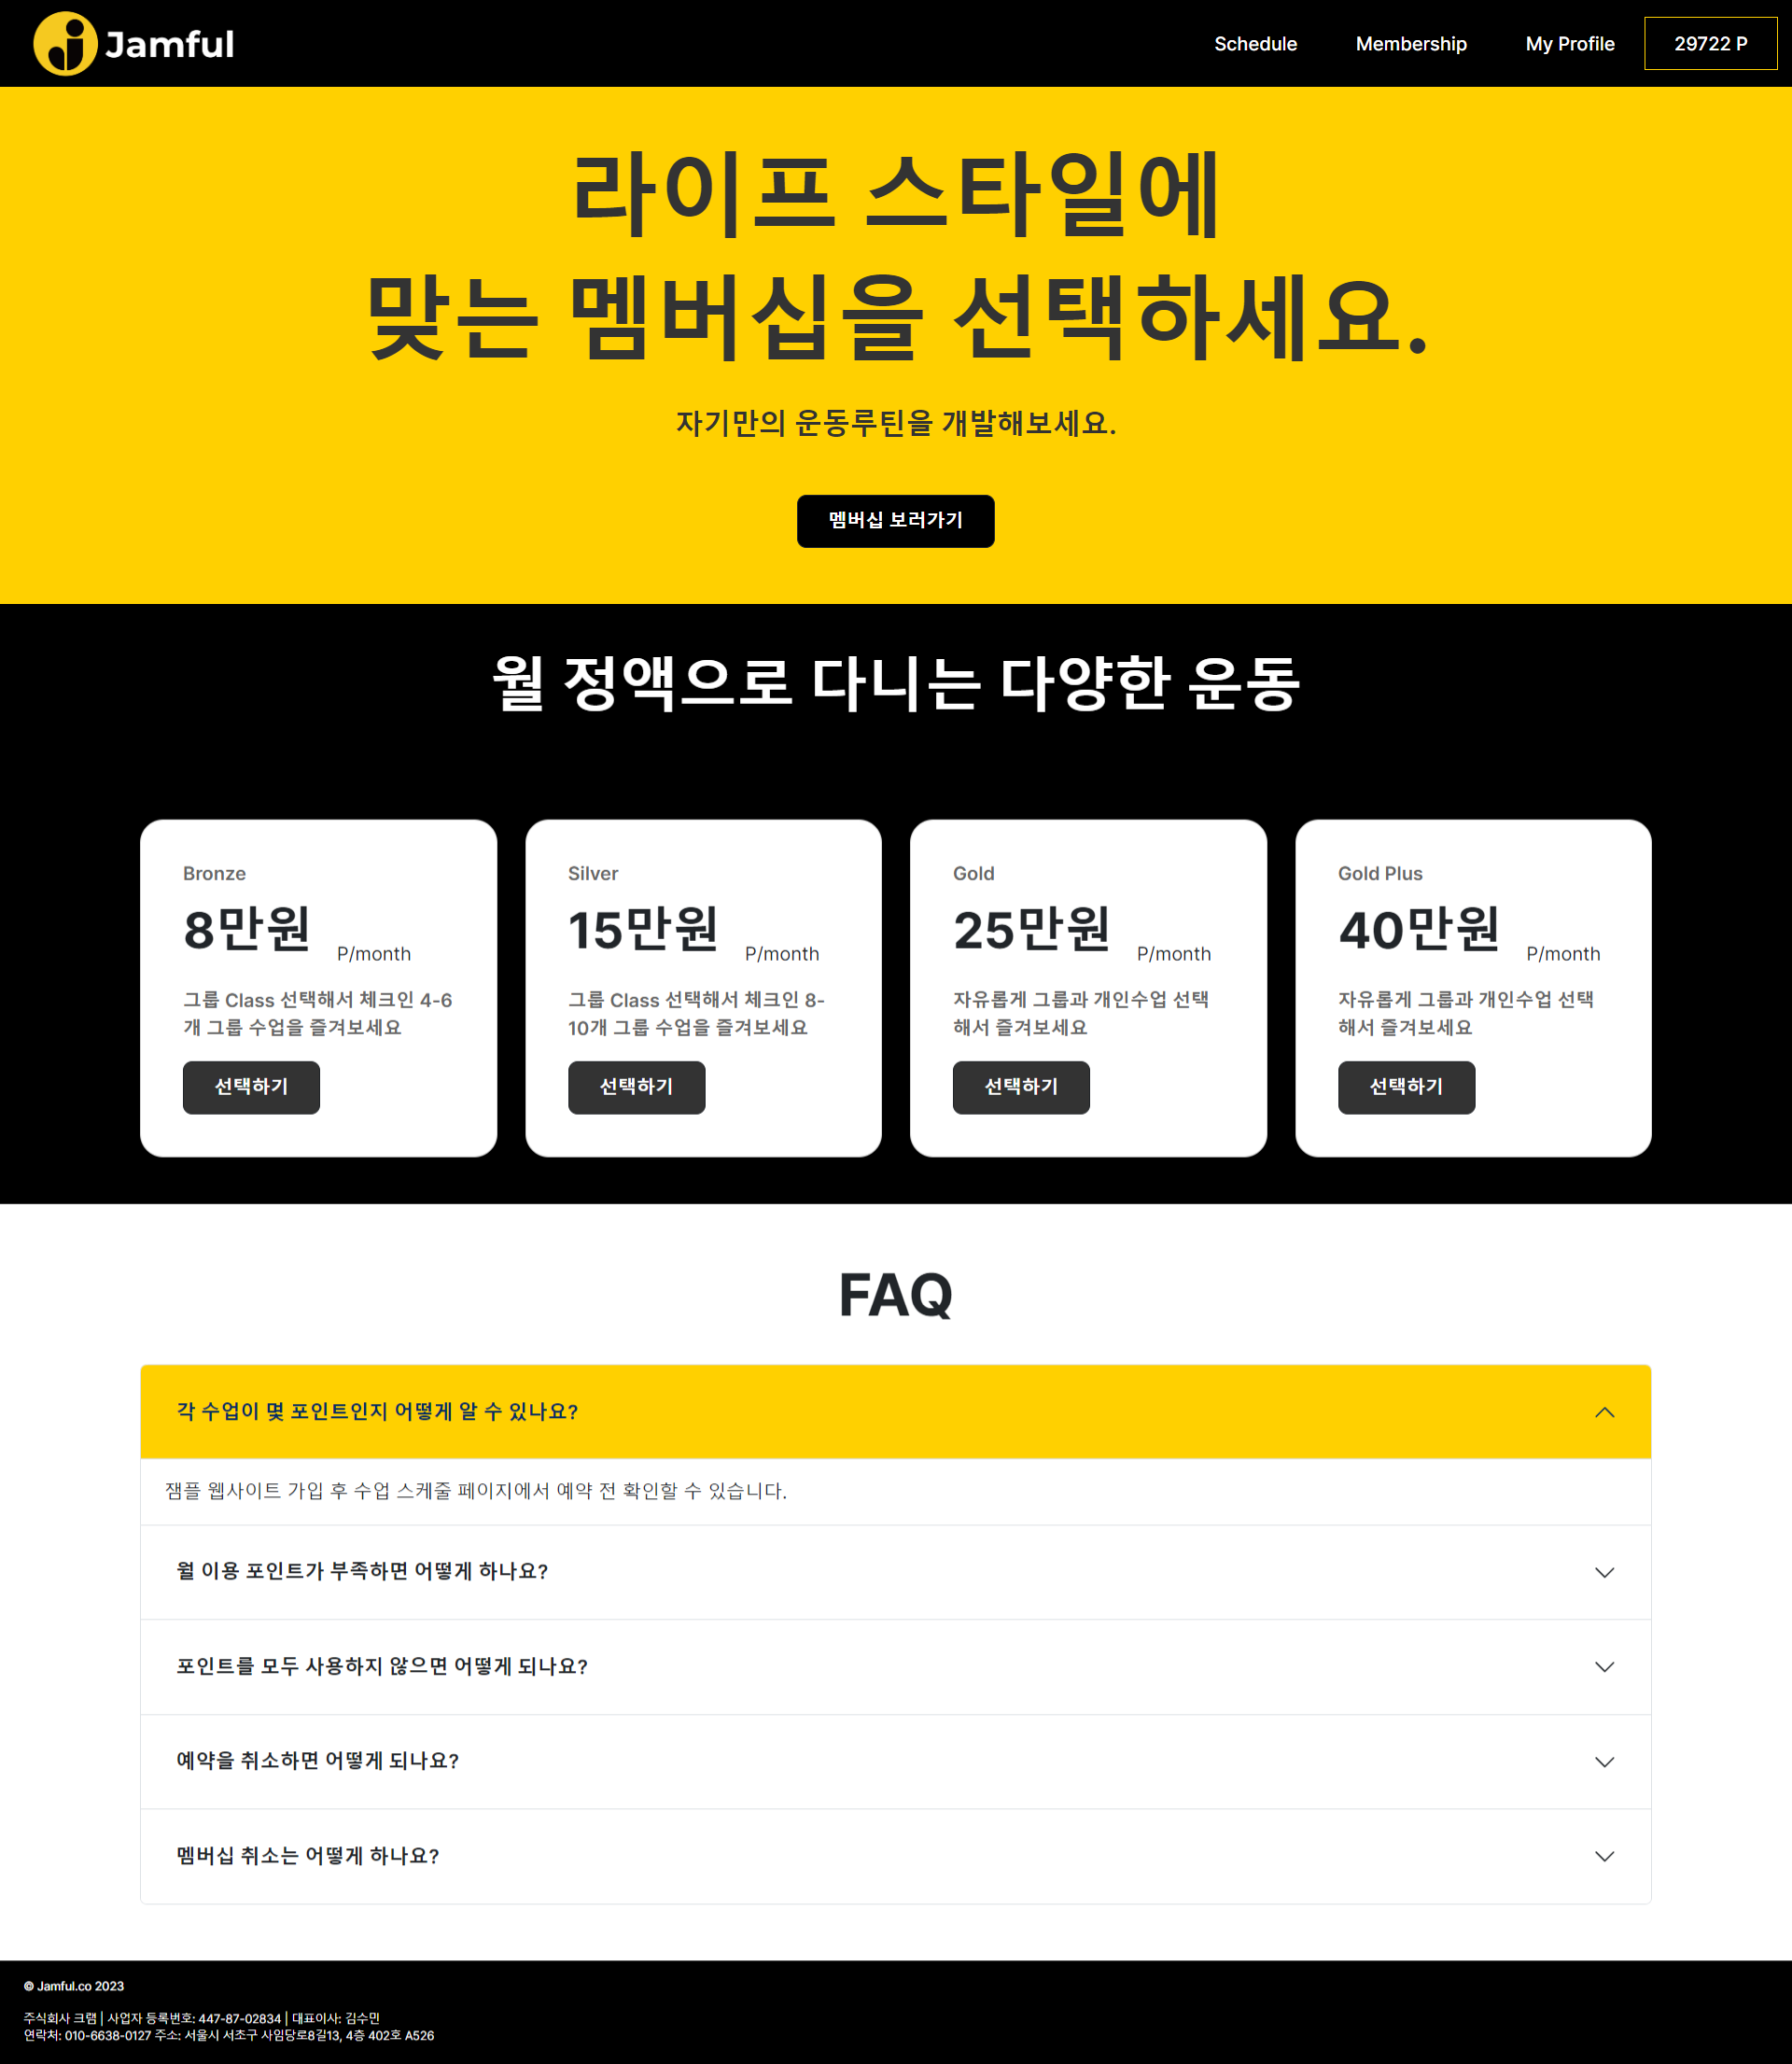 Jamful
Schedule
Membership
My Profile
29722 P
라이프 스타일에
맞는 멤버십을 선택하세요.
자기만의 운동루틴을 개발해보세요.
멤버십 보러가기
월 정액으로 다니는 다양한 운동
Bronze
8만원 P/month
그룹 Class 선택해서 체크인 4-6
개 그룹 수업을 즐겨보세요
선택하기
Silver
15만원 P/month
그룹 Class 선택해서 체크인 8-
10개 그룹 수업을 즐겨보세요
선택하기
Gold
25만원 P/month
자유롭게 그룹과 개인수업 선택
해서 즐겨보세요
선택하기
Gold Plus
40만원 P/month
자유롭게 그룹과 개인수업 선택
해서 즐겨보세요
선택하기
FAQ
각 수업이 몇 포인트인지 어떻게 알 수 있나요?
잼플 웹사이트 가입 후 수업 스케줄 페이지에서 예약 전 확인할 수 있습니다.
월 이용 포인트가 부족하면 어떻게 하나요?
포인트를 모두 사용하지 않으면 어떻게 되나요?
예약을 취소하면 어떻게 되나요?
멤버십 취소는 어떻게 하나요?
© Jamful.co 2023
주식회사 크램 | 사업자 등록번호: 447-87-02834 | 대표이사: 김수민
연락처: 010-6638-0127 주소: 서울시 서초구 사임당로8길13, 4층 402호 A526